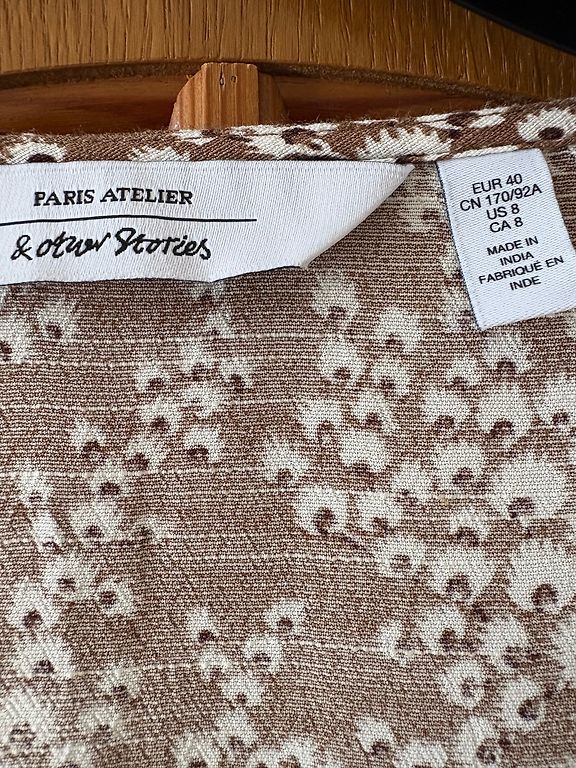 PARIS ATELIER
& other Stories
EUR 40
CN 170/92A
US 8
CA 8
MADE IN
INDIA
FABRIQUÉ EN
INDE